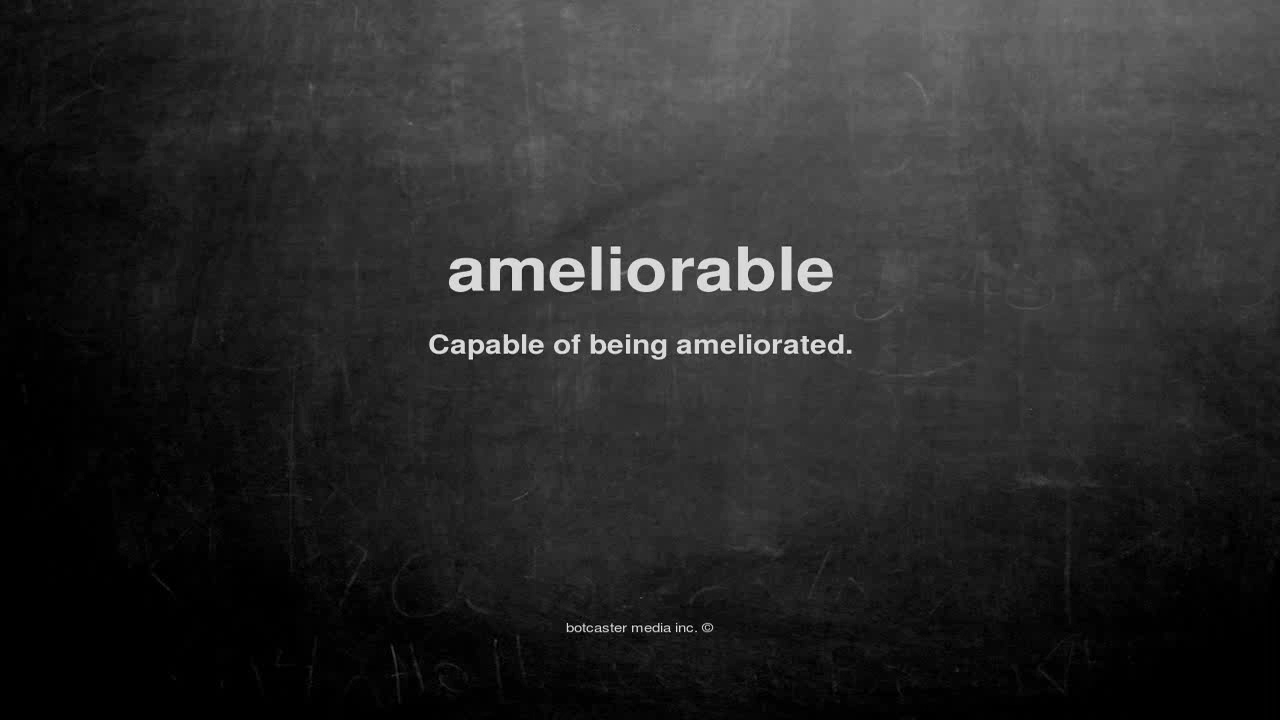 ameliorable
Capable of being ameliorated.
botcaster media inc. ©